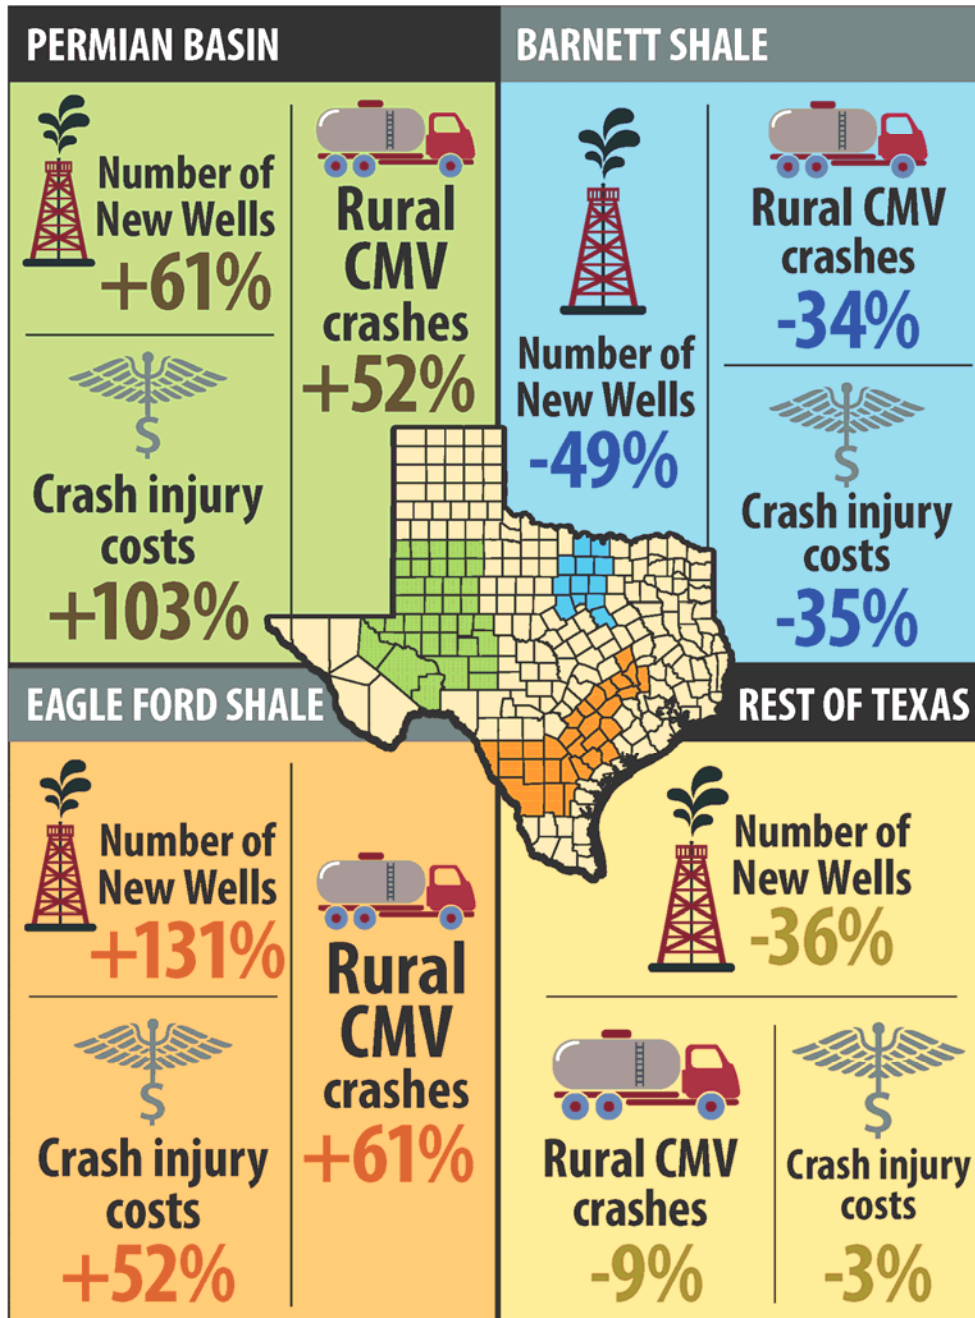 PERMIAN BASIN
Number of
New Wells
+61%
Rural
CMV
crashes
+52%
$
Crash injury
costs
+103%
BARNETT SHALE
Number of
New Wells
-49%
Rural CMV
crashes
-34%
$
Crash injury
costs
-35%
EAGLE FORD SHALE
Number of
New Wells
+131%
Rural
CMV
crashes
+61%
$
Crash injury
costs
+52%
REST OF TEXAS
Number of
New Wells
-36%
Rural CMV
crashes
-9%
$
Crash injury
costs
-3%